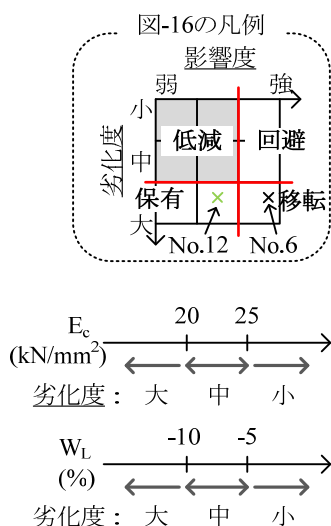 図-16の凡例
影響度
弱 強
小
低減 回避
中
劣化度
保有 × ×移転
大
No.12 No.6
20 25
Ec
(kN/mm²)
劣化度: 大 中 小
-10 -5
WL
(%)
劣化度: 大 中 小